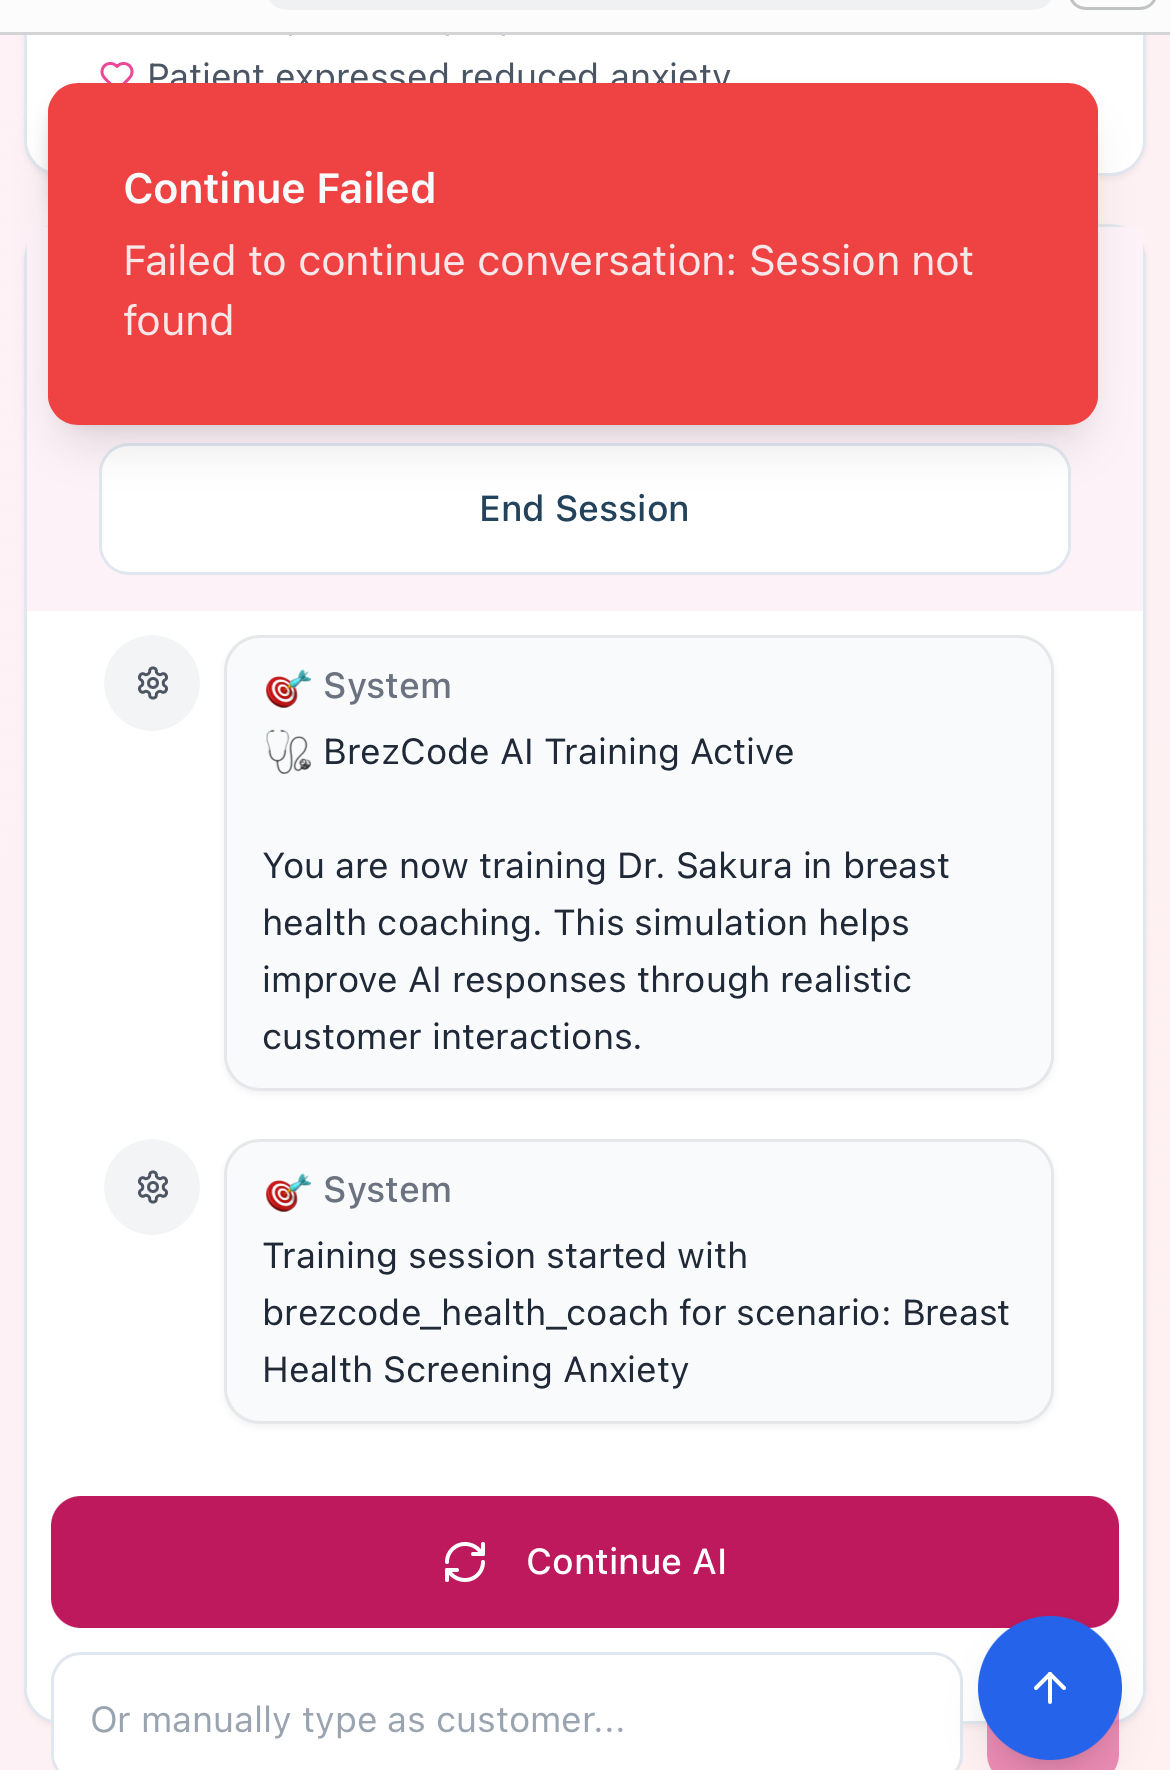 Patient expressed reduced anxiety
Continue Failed
Failed to continue conversation: Session not
found
End Session
System
BrezCode AI Training Active
You are now training Dr. Sakura in breast
health coaching. This simulation helps
improve AI responses through realistic
customer interactions.
System
Training session started with
brezcode_health_coach for scenario: Breast
Health Screening Anxiety
Continue AI
Or manually type as customer...